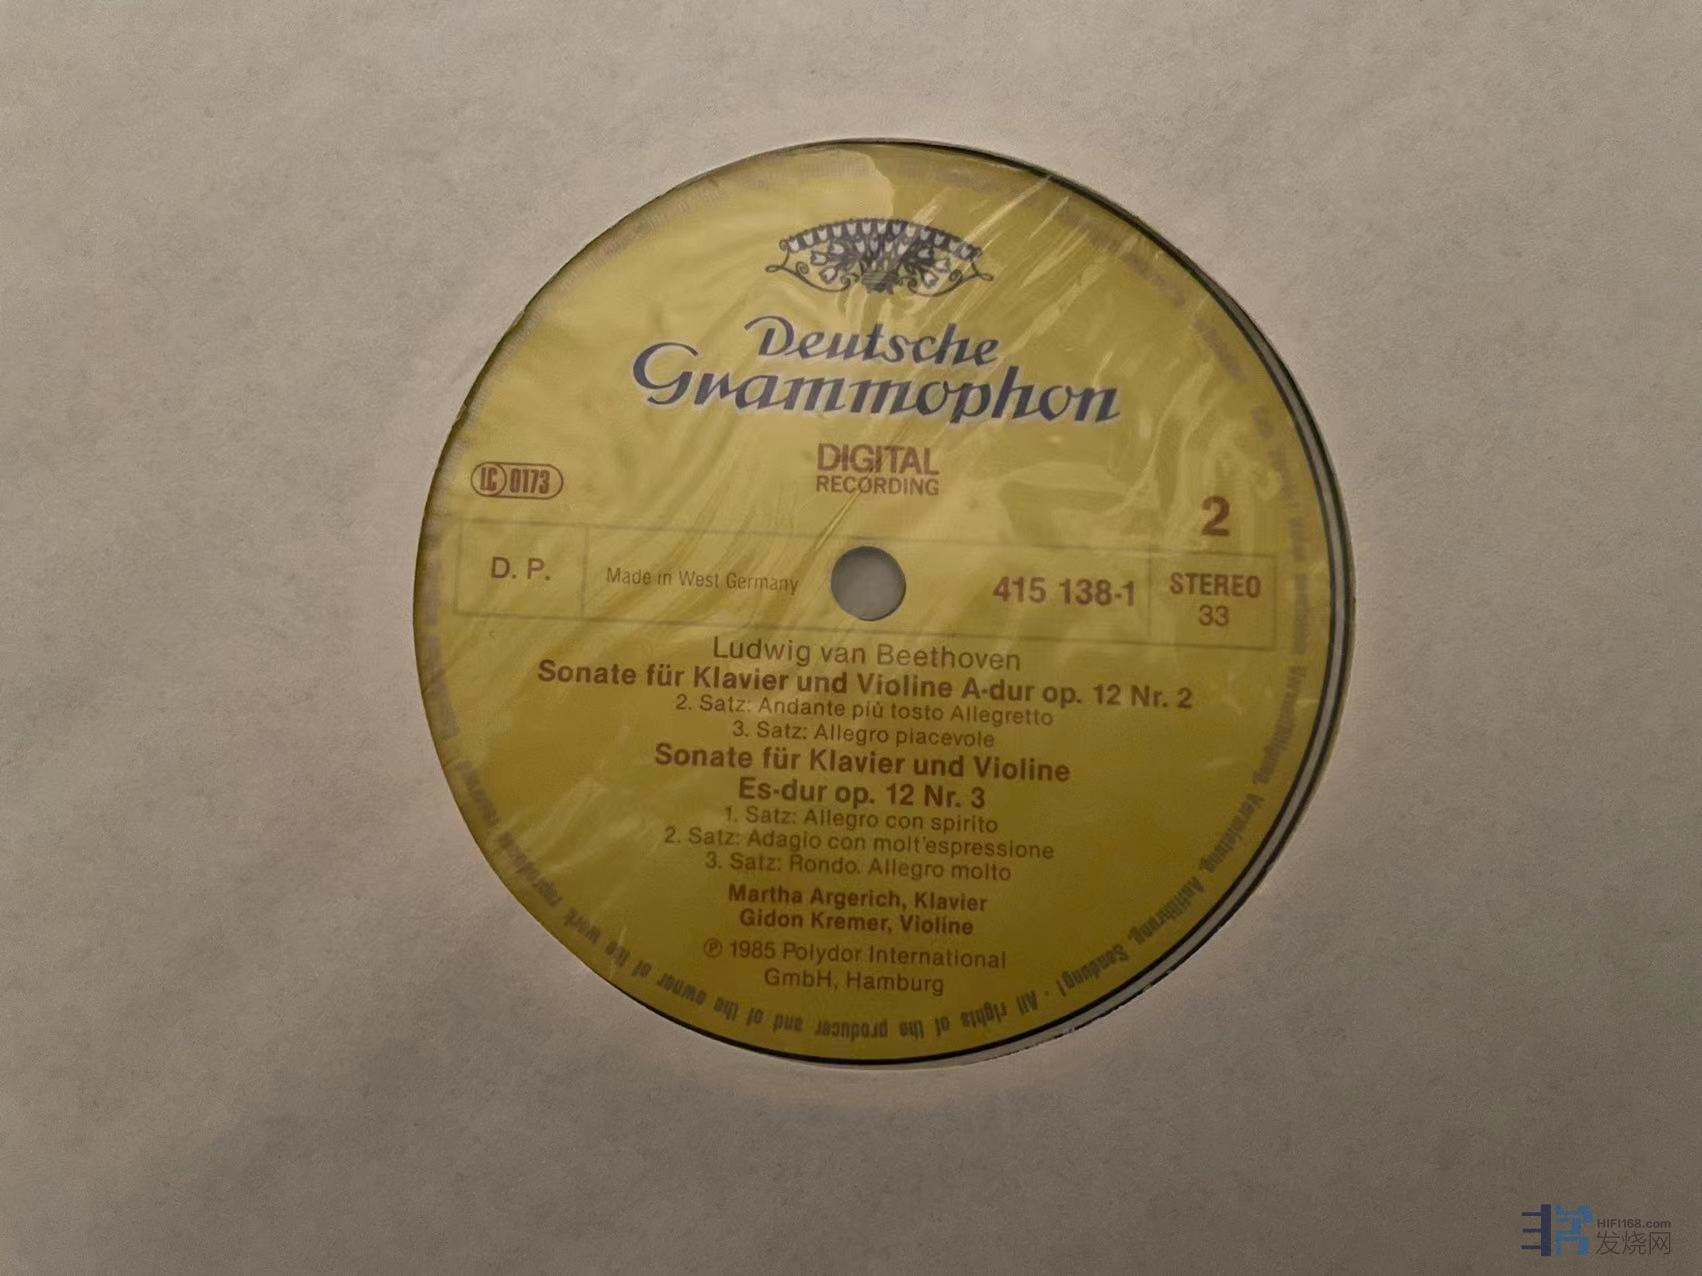 Deutsche
Grammophon
DIGITAL
RECORDING
LC 0173
2
D. P.
Made in West Germany
415 138-1
STEREO
33
Ludwig van Beethoven
Sonate für Klavier und Violine A-dur op. 12 Nr. 2
2. Satz: Andante più tosto Allegretto
3. Satz: Allegro piacevole
Sonate für Klavier und Violine
Es-dur op. 12 Nr. 3
1. Satz: Allegro con spirito
2. Satz: Adagio con molt'espressione
3. Satz: Rondo. Allegro molto
Martha Argerich, Klavier
Gidon Kremer, Violine
℗ 1985 Polydor International
GmbH, Hamburg
Vervielfältigung, Vermietung, Aufführung, Sendung! · All rights of the producer and of the owner of the work reproduced reserved
HIFI168.com
发烧网